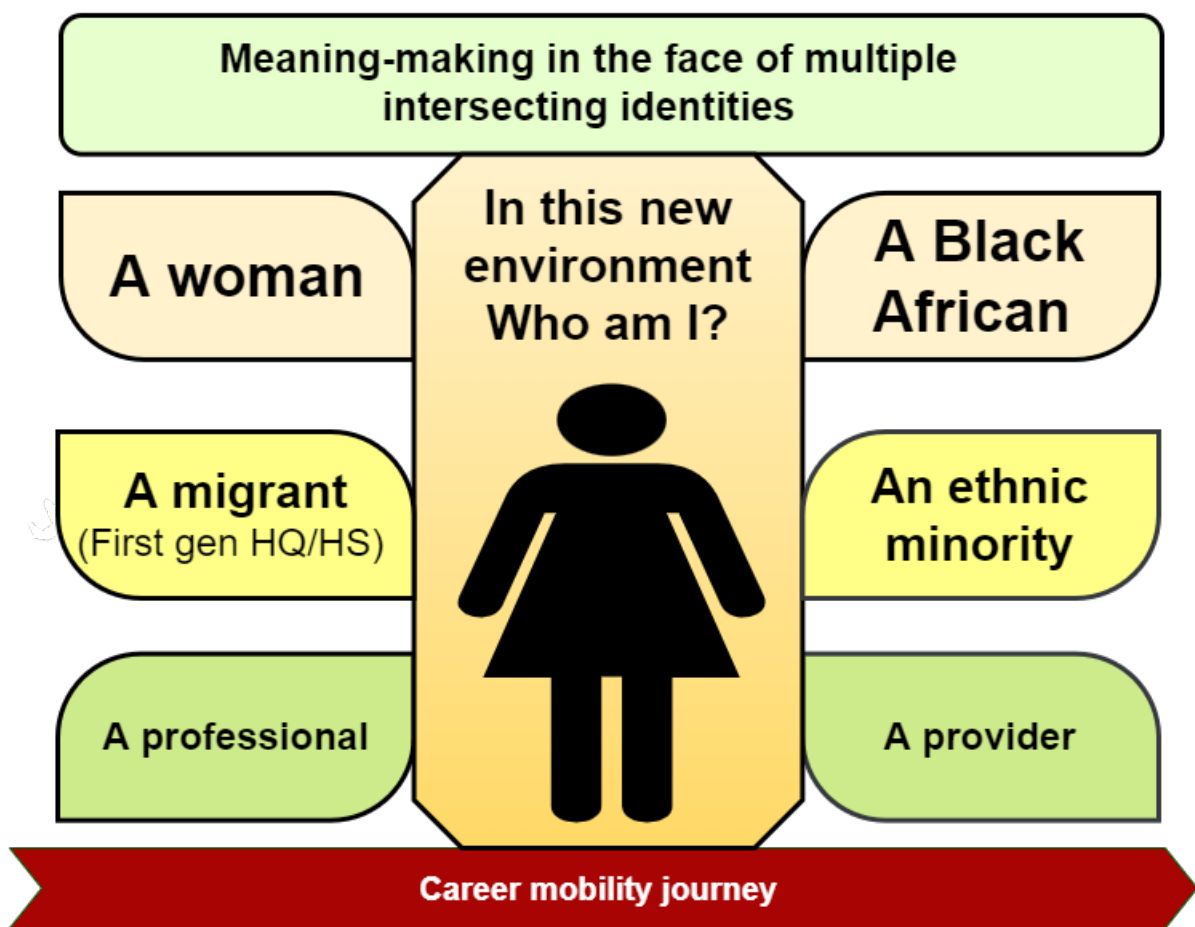 Meaning-making in the face of multiple
intersecting identities
In this new
environment
Who am I?
A woman
A Black
African
A migrant
(First gen HQ/HS)
An ethnic
minority
A professional
A provider
Career mobility journey